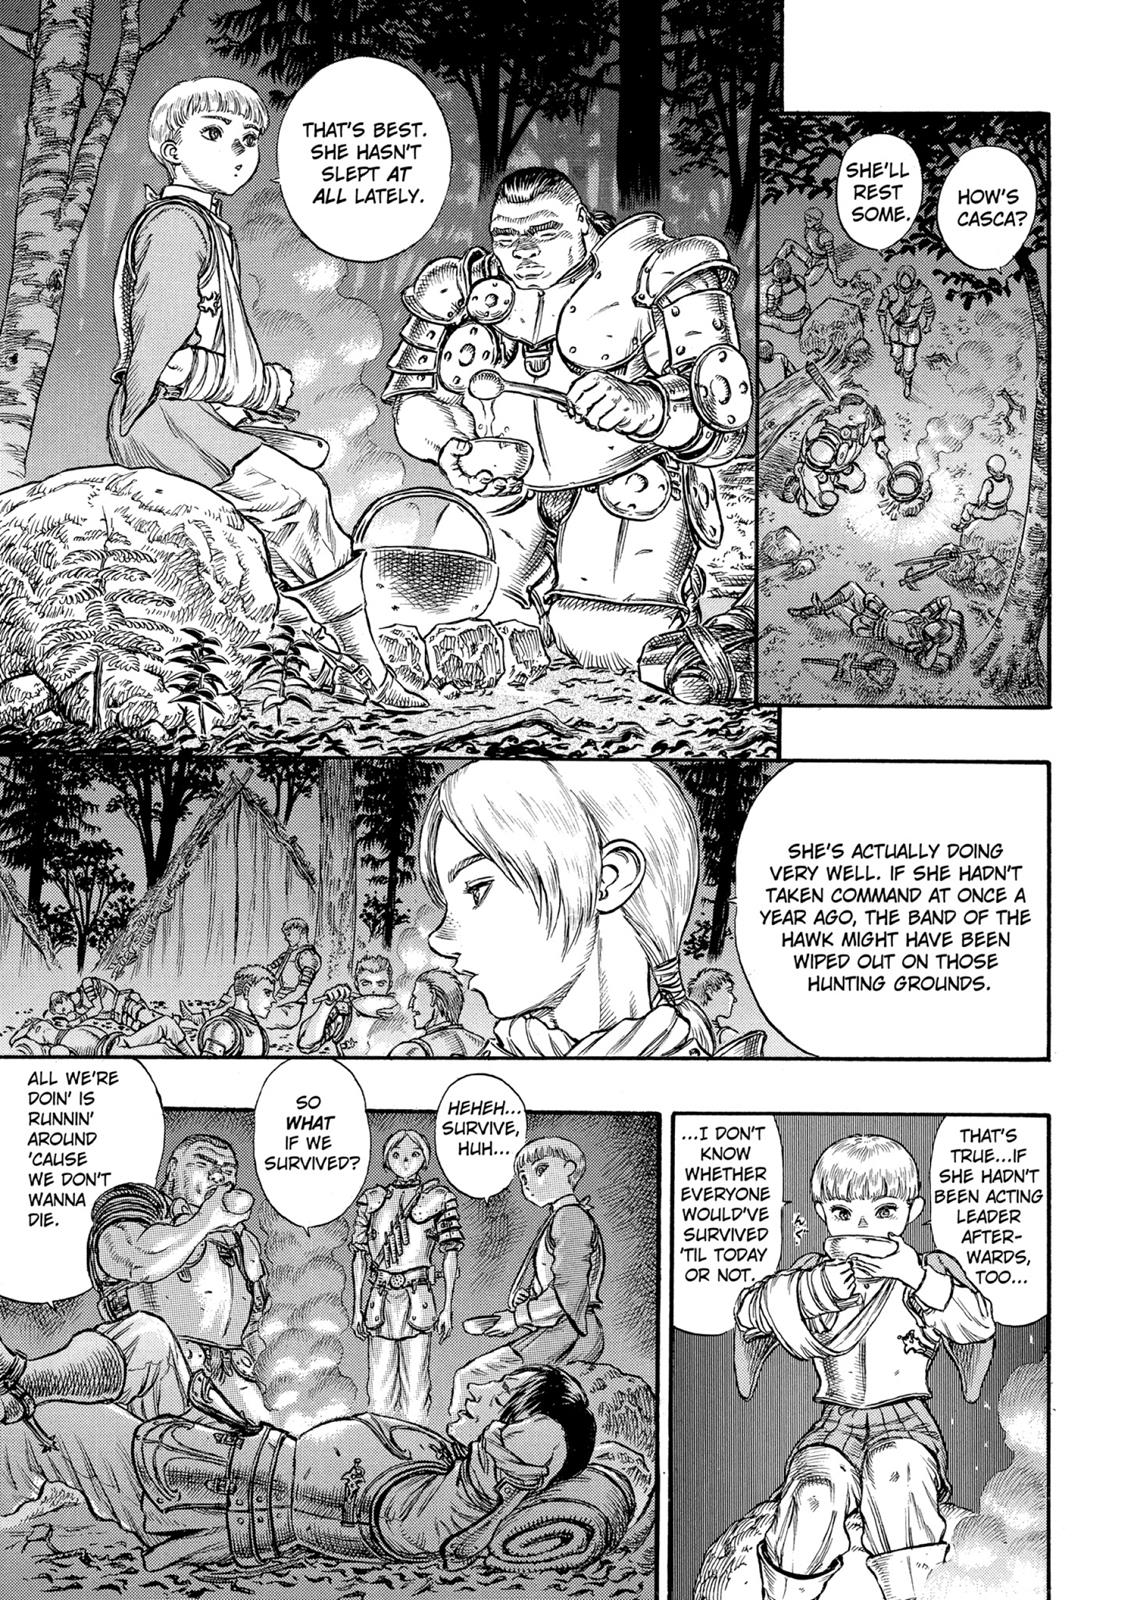 HOW'S
CASCA?
SHE'LL
REST
SOME.
THAT'S BEST.
SHE HASN'T
SLEPT AT
ALL LATELY.
SHE'S ACTUALLY DOING
VERY WELL. IF SHE HADN'T
TAKEN COMMAND AT ONCE A
YEAR AGO, THE BAND OF THE
HAWK MIGHT HAVE BEEN
WIPED OUT ON THOSE
HUNTING GROUNDS.
THAT'S
TRUE...IF
SHE HADN'T
BEEN ACTING
LEADER
AFTER-
WARDS,
TOO...
...I DON'T
KNOW
WHETHER
EVERYONE
WOULD'VE
SURVIVED
'TIL TODAY
OR NOT.
HEHEH...
SURVIVE,
HUH...
SO
WHAT
IF WE
SURVIVED?
ALL WE'RE
DOIN' IS
RUNNIN'
AROUND
'CAUSE
WE DON'T
WANNA
DIE.